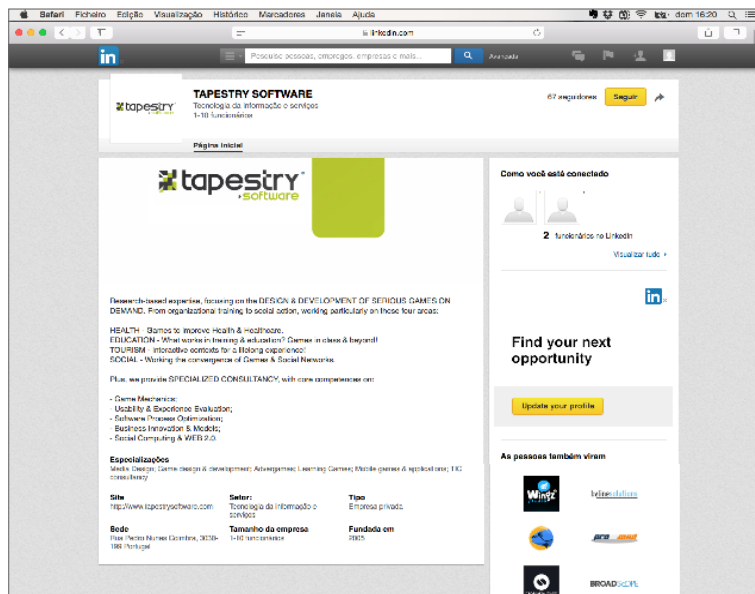 Safari Ficheiro Edição Visualização Histórico Marcadores Janela Ajuda
dom 16:20
linkedin.com
in
Pesquise pessoas, empregos, empresas e mais...
Avançada
tapestry
software
TAPESTRY SOFTWARE
Tecnologia da informação e serviços
1-10 funcionários
67 seguidores
Seguir
Página inicial
tapestry
software
Research-based expertise, focusing on the DESIGN & DEVELOPMENT OF SERIOUS GAMES ON
DEMAND. From organizational training to social action, working particularly on these four areas:
HEALTH - Games to improve Health & Healthcare.
EDUCATION - What works in training & education? Games in class & beyond!
TOURISM - Interactive contexts for a lifelong experience!
SOCIAL - Working the convergence of Games & Social Networks.
Plus, we provide SPECIALIZED CONSULTANCY, with core competences on:
- Game Mechanics;
- Usability & Experience Evaluation;
- Software Process Optimization;
- Business Innovation & Models;
- Social Computing & WEB 2.0.
Especializações
Media Design; Game design & development; Advergames; Learning Games; Mobile games & applications; TIC
consultancy
Site
http://www.tapestrysoftware.com
Setor:
Tecnologia da informação e
serviços
Tipo
Empresa privada
Sede
Rua Pedro Nunes Coimbra, 3030-
199 Portugal
Tamanho da empresa
1-10 funcionários
Fundada em
2005
Como você está conectado
2 funcionários no LinkedIn
Visualizar tudo
in
Find your next
opportunity
Update your profile
As pessoas também viram
Wingz
BROADSCOPE